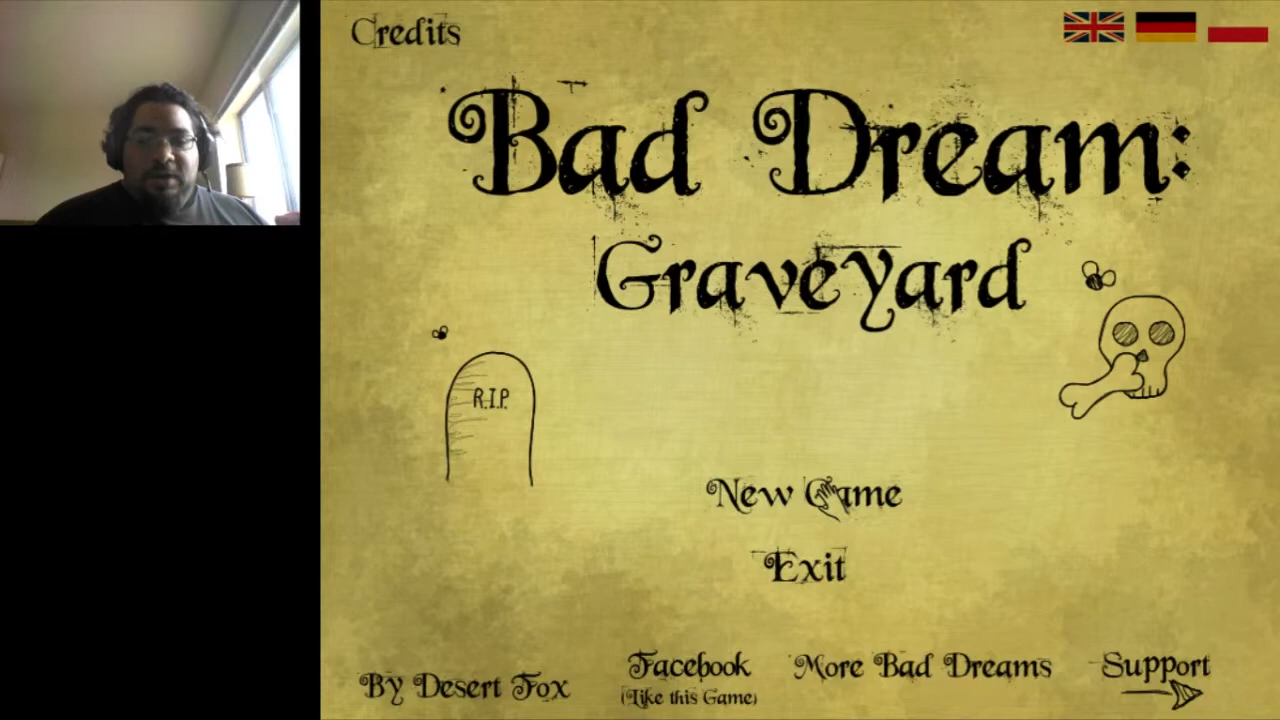 Credits
Bad Dream:
Graveyard
R.I.P
New Game
Exit
By Desert Fox
Facebook
(Like this Game)
More Bad Dreams
Support